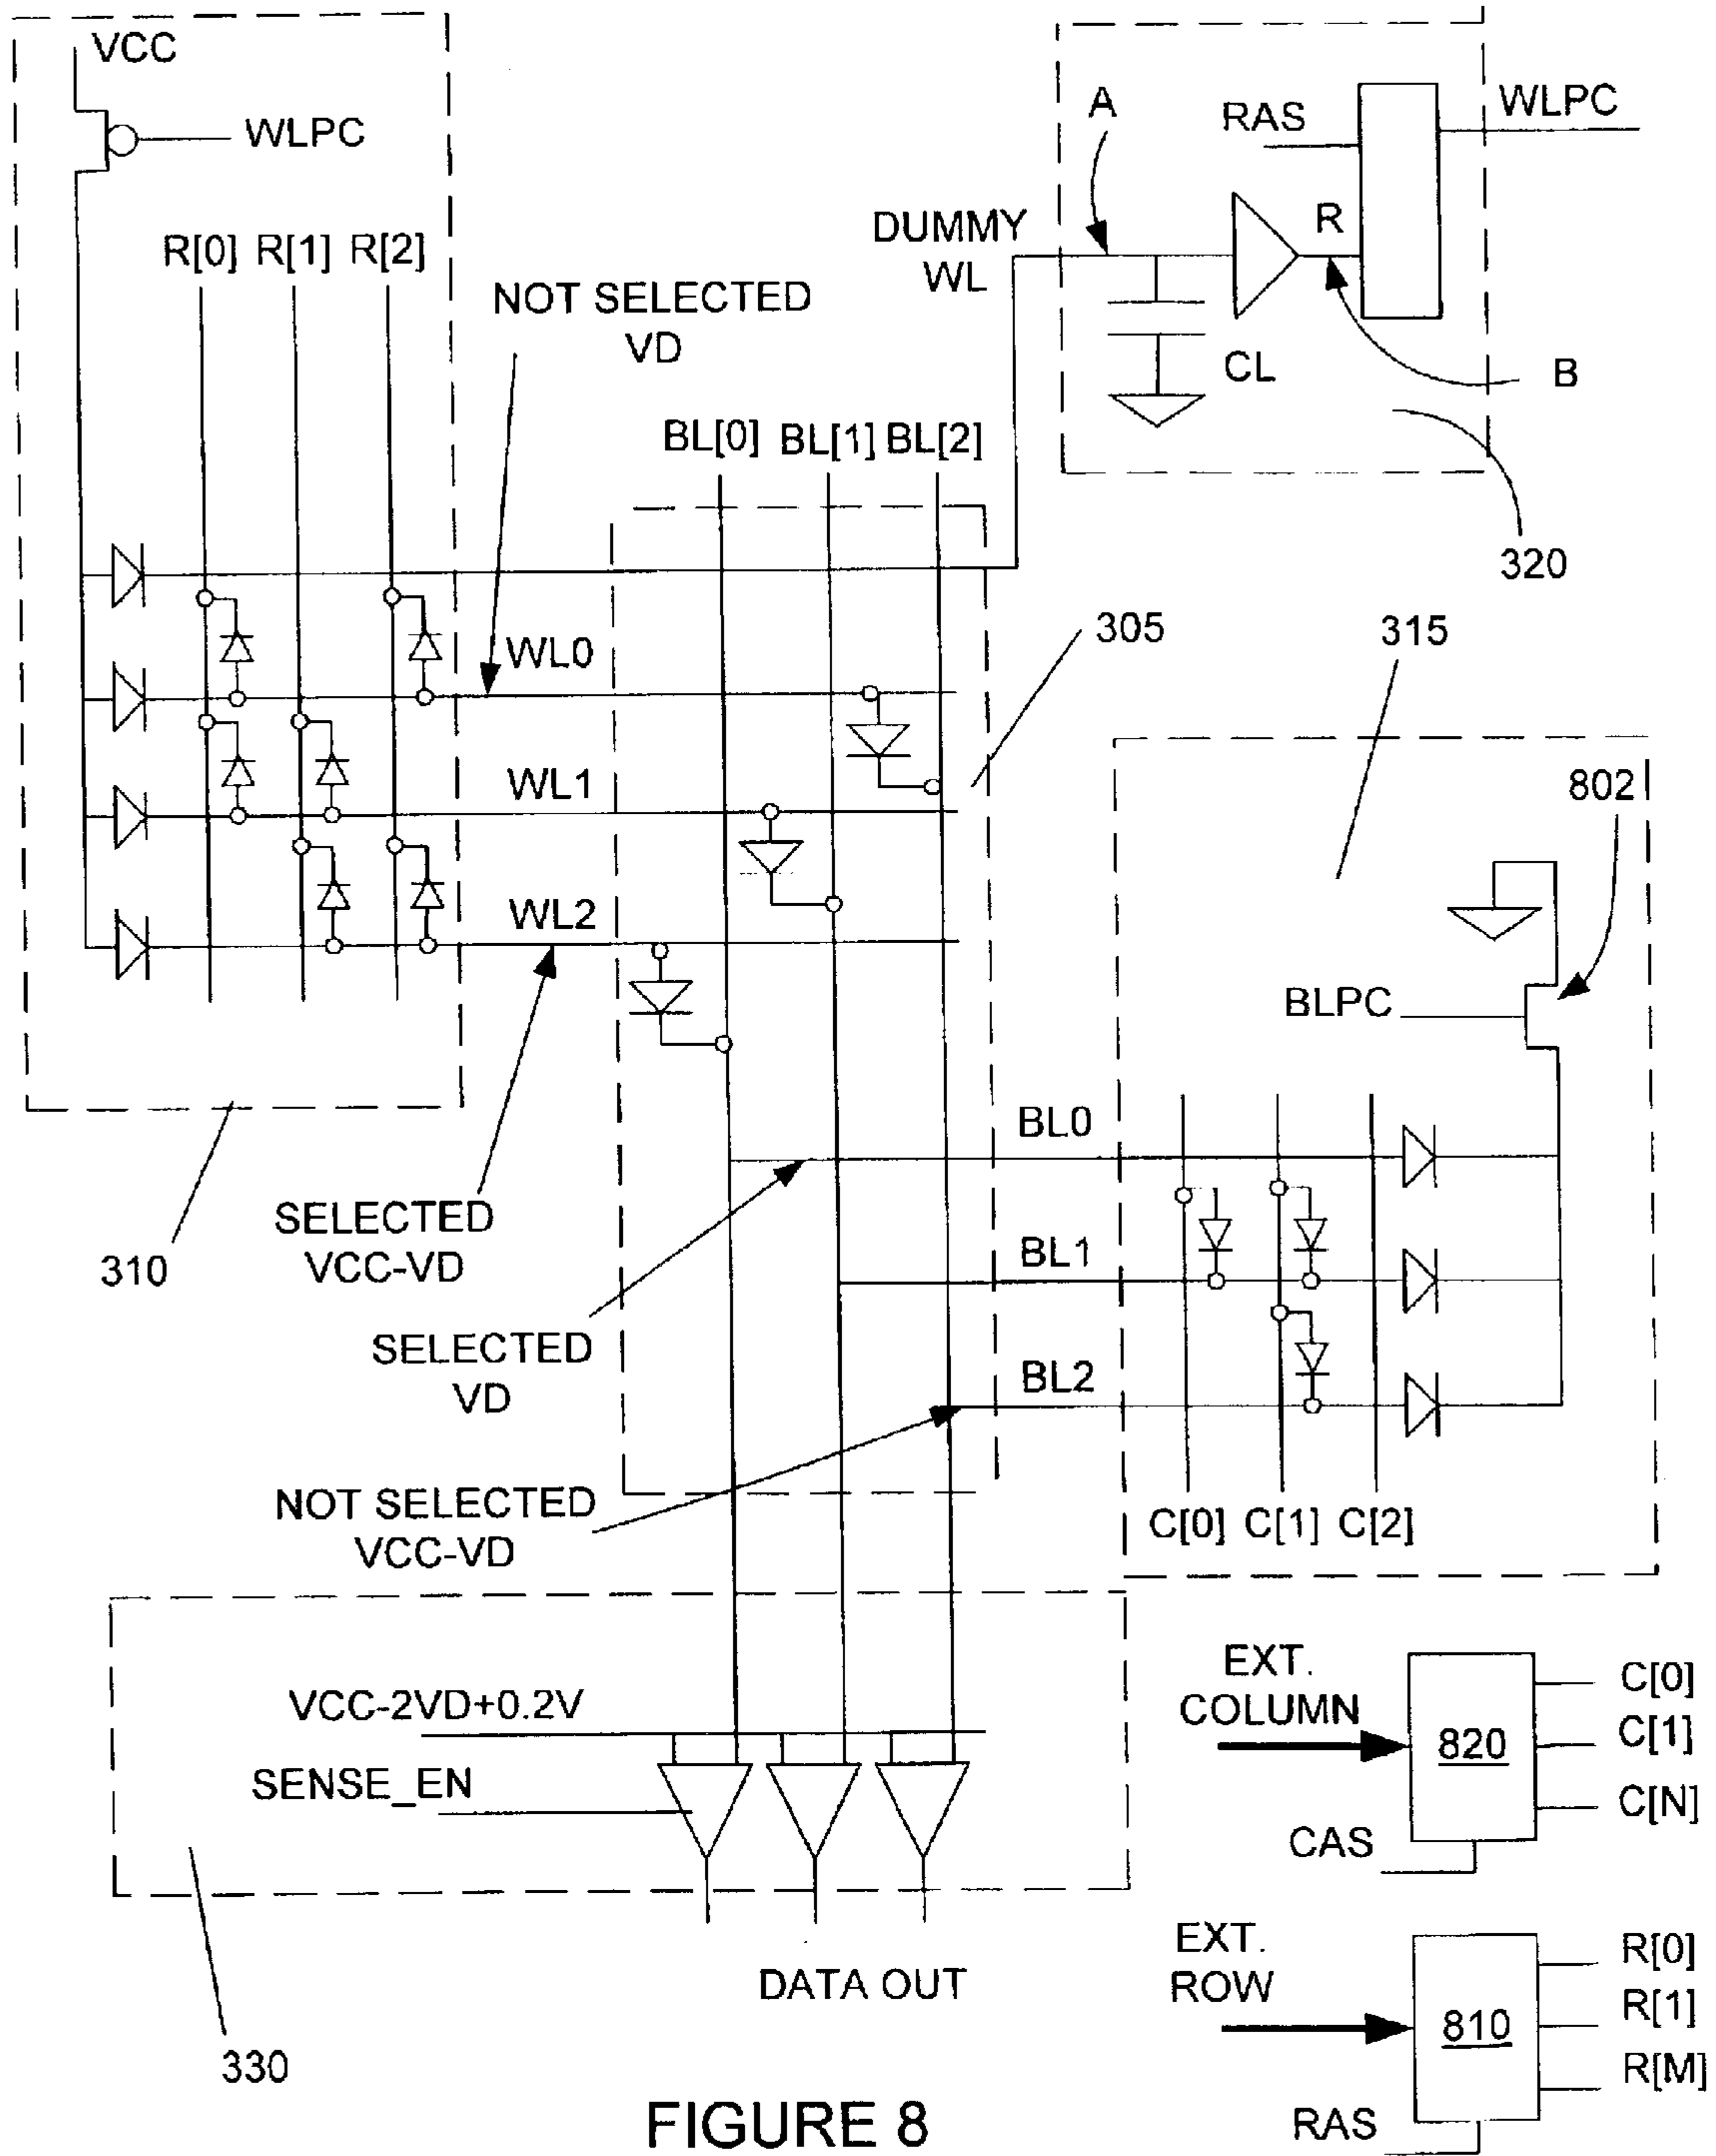 VCC
WLPC
R[0] R[1] R[2]
NOT SELECTED
VD
DUMMY
WL
A
RAS
WLPC
R
CL
B
320
BL[0] BL[1] BL[2]
305
315
802
WL0
WL1
WL2
BLPC
310
SELECTED
VCC-VD
SELECTED
VD
NOT SELECTED
VCC-VD
BL0
BL1
BL2
C[0] C[1] C[2]
VCC-2VD+0.2V
SENSE_EN
DATA OUT
330
EXT.
COLUMN
820
C[0]
C[1]
C[N]
CAS
EXT.
ROW
810
R[0]
R[1]
R[M]
RAS
FIGURE 8